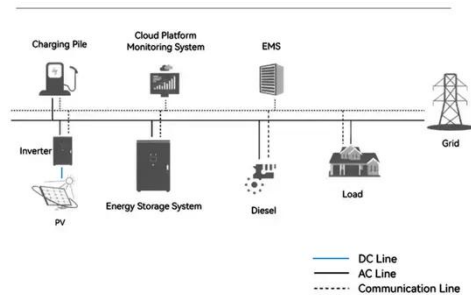 Charging Pile
Cloud Platform
Monitoring System
EMS
Grid
Inverter
PV
Energy Storage System
Diesel
Load
DC Line
AC Line
Communication Line